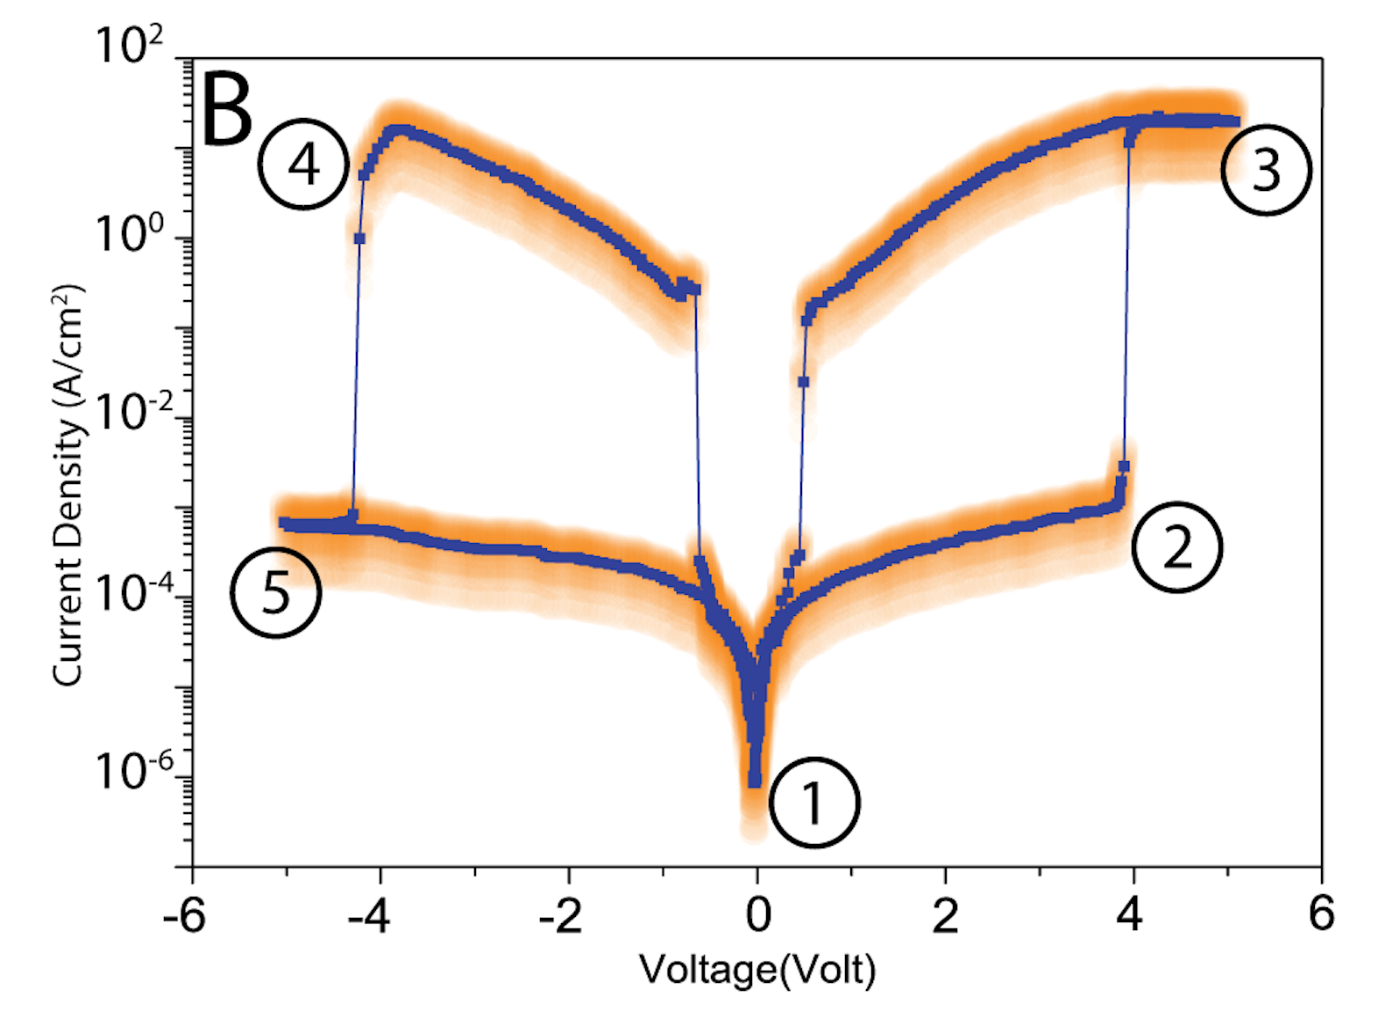 B
10²
10⁰
10⁻²
10⁻⁴
10⁻⁶
Current Density (A/cm²)
4
3
2
5
1
-6 -4 -2 0 2 4 6
Voltage(Volt)